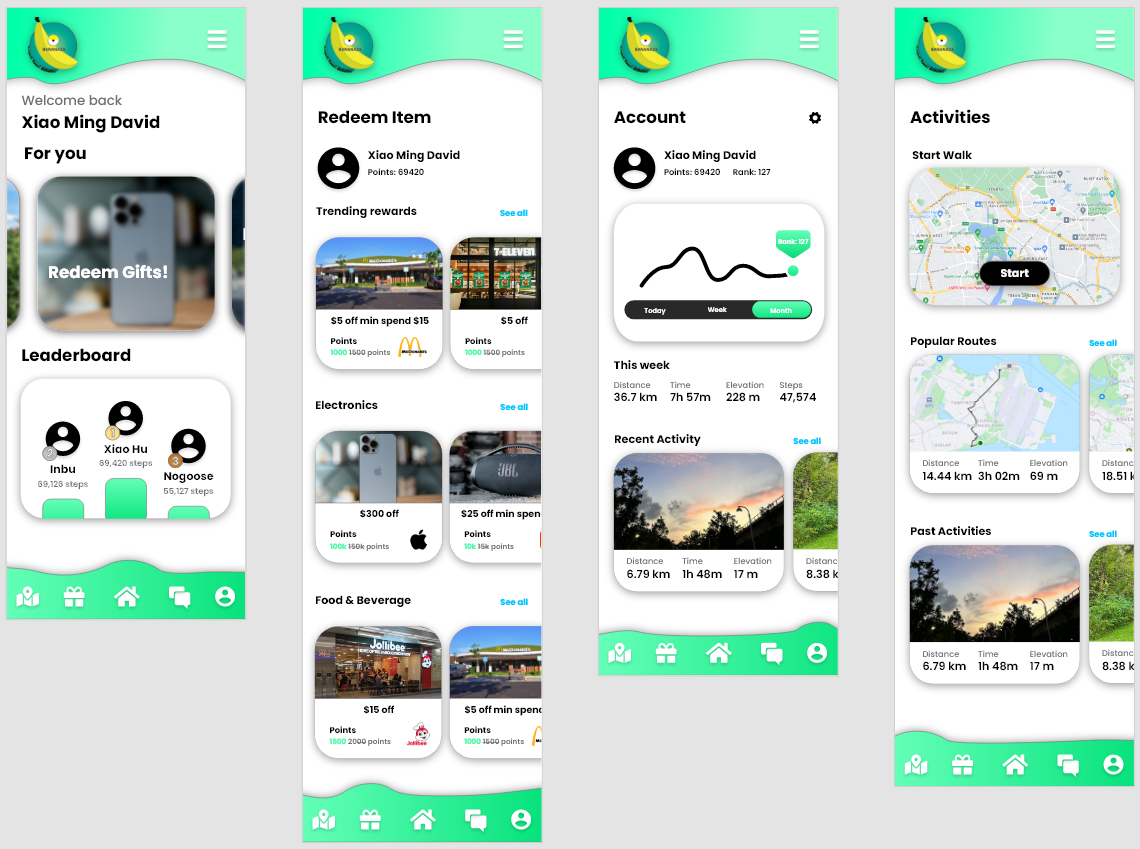 BANANAZE
Welcome back
Xiao Ming David
For you
Redeem Gifts!
Leaderboard
2
Inbu
69,126 steps
1
Xiao Hu
69,420 steps
3
Nogoose
55,127 steps
Redeem Item
Xiao Ming David
Points: 69420
Trending rewards
See all
McDONALD'S
7-ELEVEN
$5 off min spend $15
$5 off
Points
1000 1500 points
McDONALD'S
Points
1000 1500 points
Electronics
See all
JBL
$300 off
$25 off min spen
Points
100k 150k points
Points
10k 15k points
Food & Beverage
See all
Jollibee
McDONALD'S
$15 off
$5 off min spend
Points
1500 2000 points
Jollibee
Points
1000 1500 points
Account
Xiao Ming David
Points: 69420 Rank: 127
Rank: 127
Today Week Month
This week
Distance Time Elevation Steps
36.7 km 7h 57m 228 m 47,574
Recent Activity
See all
Distance Time Elevation
6.79 km 1h 48m 17 m
Distanc
8.38 k
Activities
Start Walk
Start
Popular Routes
See all
Distance Time Elevation
14.44 km 3h 02m 69 m
Distanc
18.51 k
Past Activities
See all
Distance Time Elevation
6.79 km 1h 48m 17 m
Distanc
8.38 k